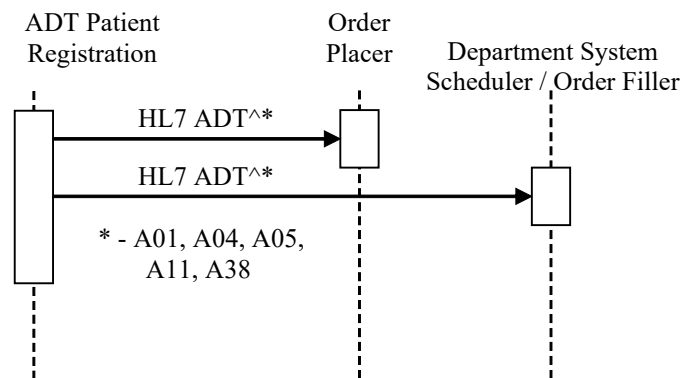 ADT Patient
Registration
Order
Placer
Department System
Scheduler / Order Filler
HL7 ADT^*
HL7 ADT^*
* - A01, A04, A05,
A11, A38